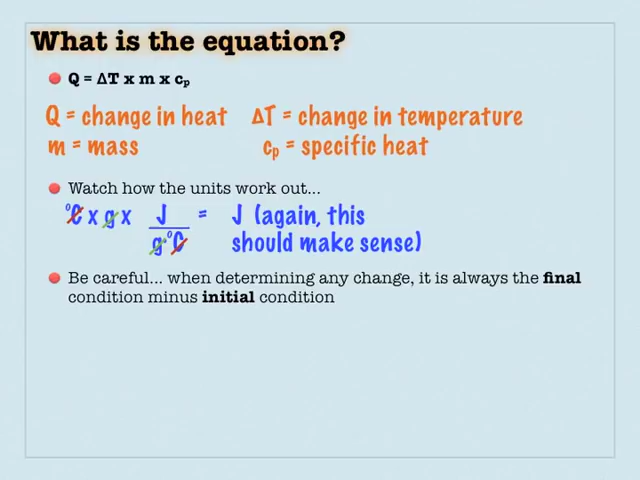 What is the equation?
Q = ΔT x m x cₚ
Q = change in heat ΔT = change in temperature
m = mass cₚ = specific heat
Watch how the units work out...
°C x g x J = J (again, this
g·°C should make sense)
Be careful... when determining any change, it is always the final
condition minus initial condition